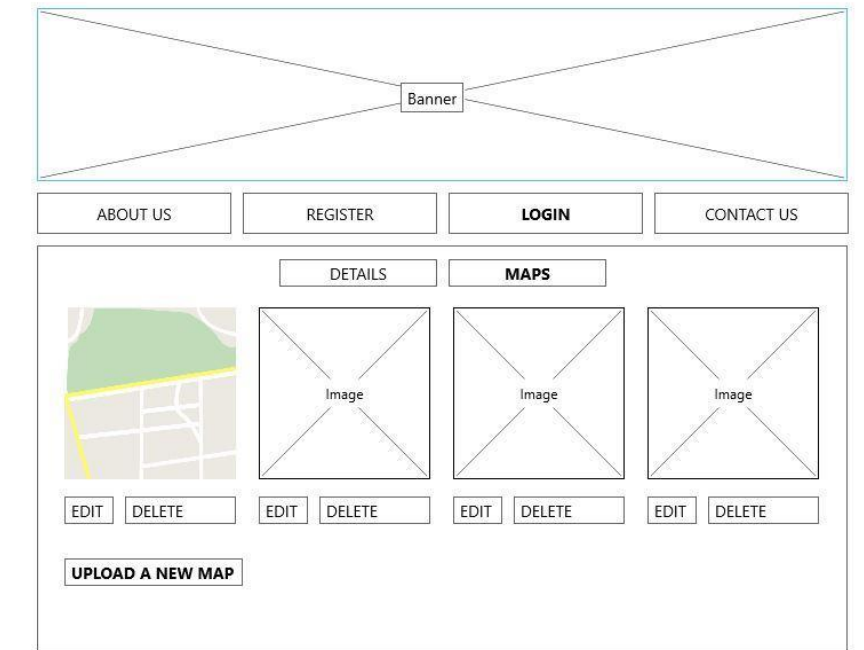 Banner
ABOUT US REGISTER LOGIN CONTACT US
DETAILS MAPS
Image Image Image
EDIT DELETE EDIT DELETE EDIT DELETE EDIT DELETE
UPLOAD A NEW MAP